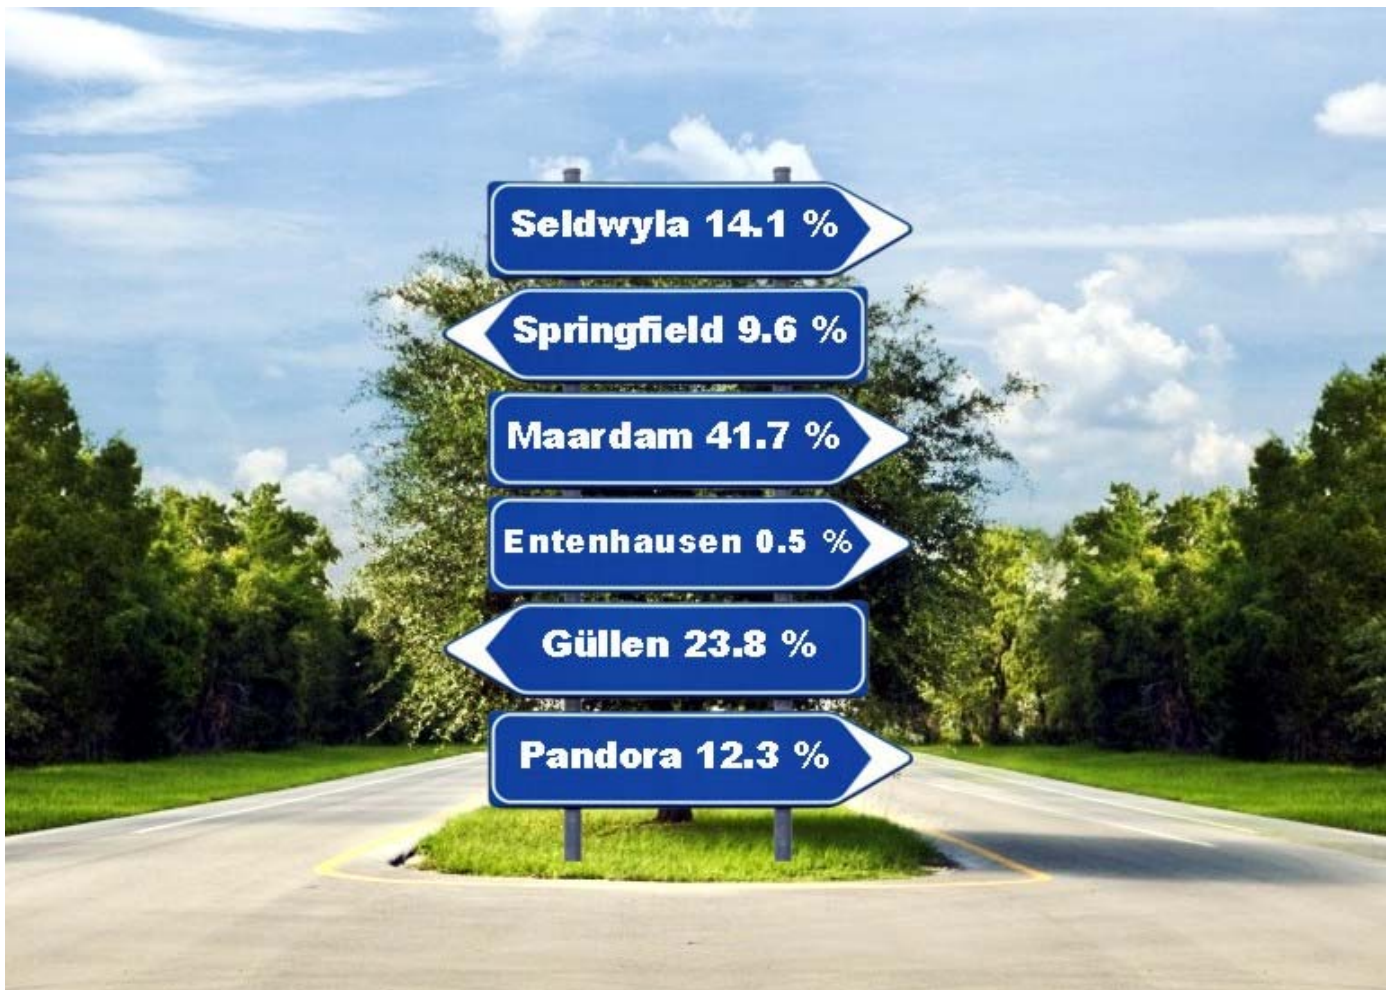 Seldwyla 14.1 %
Springfield 9.6 %
Maardam 41.7 %
Entenhausen 0.5 %
Güllen 23.8 %
Pandora 12.3 %